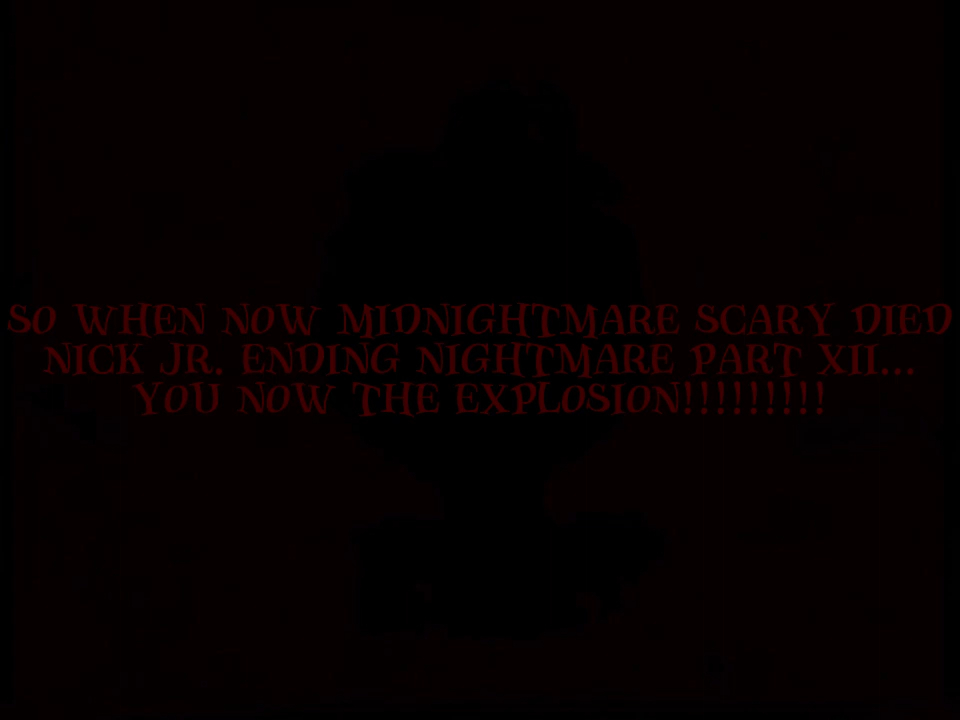 SO WHEN NOW MIDNIGHTMARE SCARY DIED
NICK JR. ENDING NIGHTMARE PART XII...
YOU NOW THE EXPLOSION!!!!!!!!!